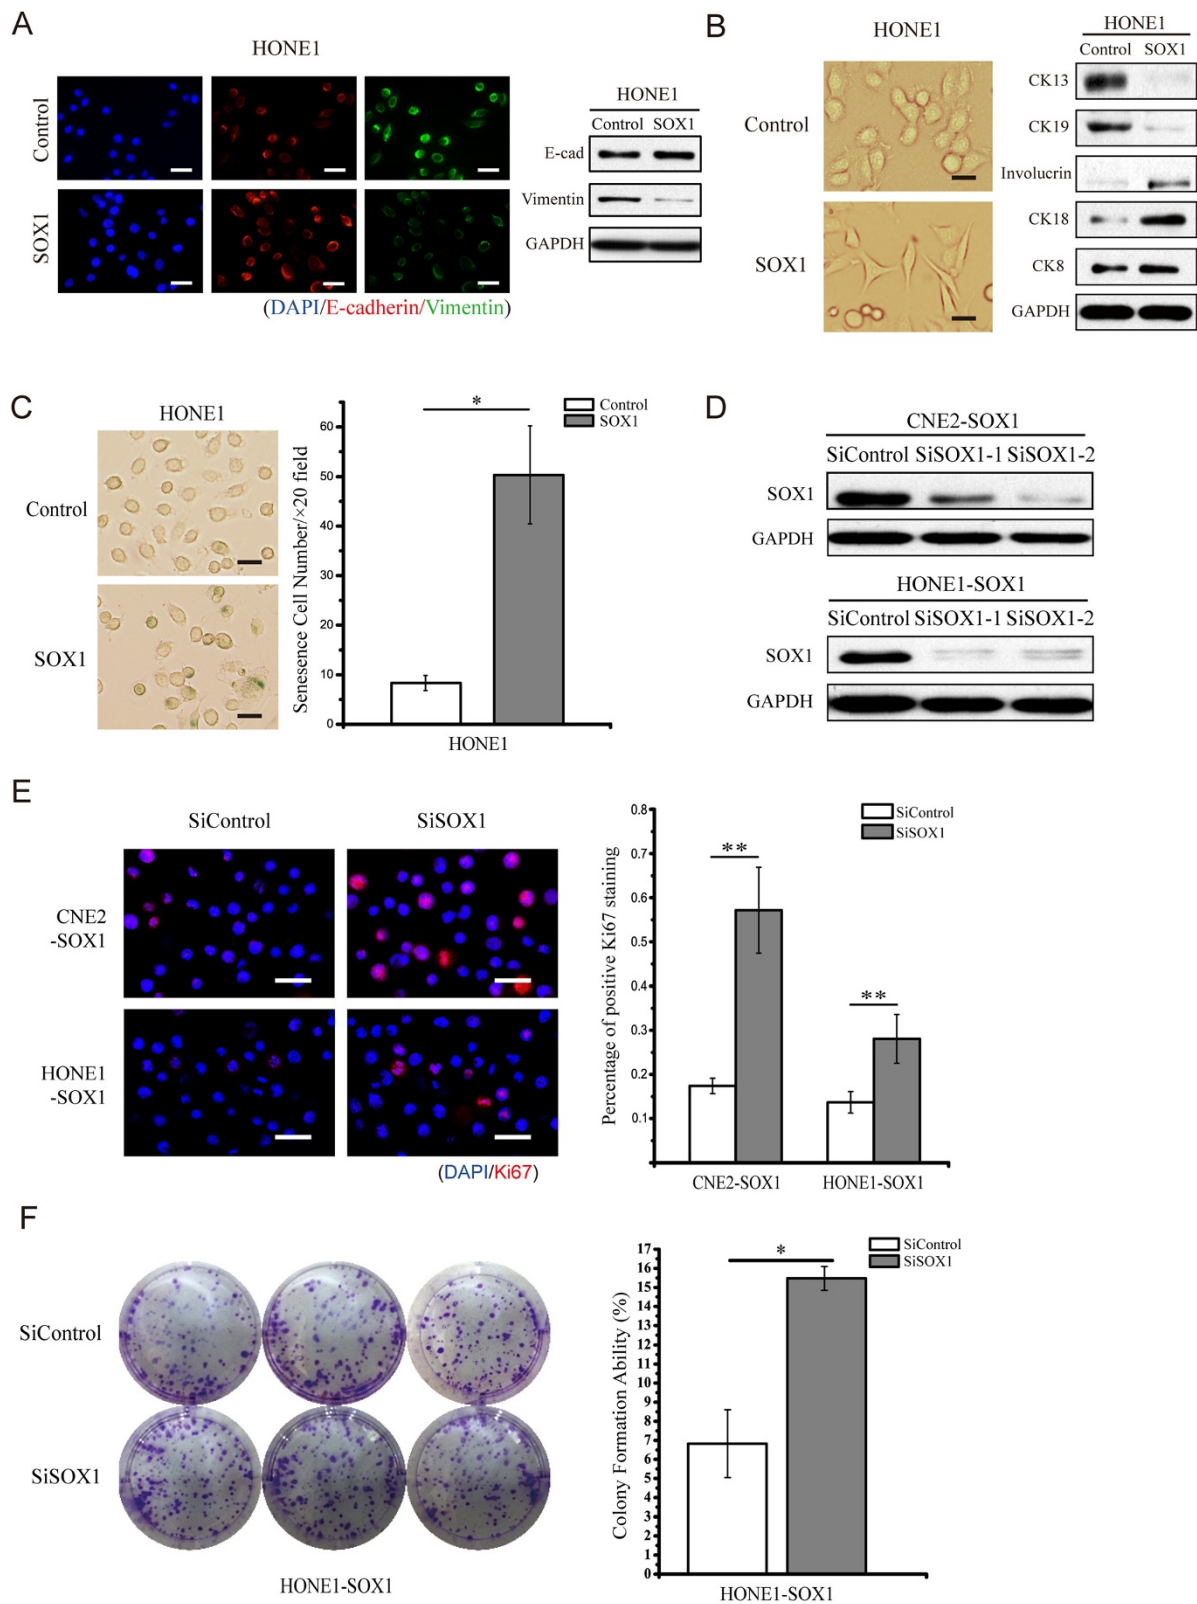 A
HONE1
Control
SOX1
(DAPI/E-cadherin/Vimentin)
HONE1
Control SOX1
E-cad
Vimentin
GAPDH
B
HONE1
Control
SOX1
HONE1
Control SOX1
CK13
CK19
Involucrin
CK18
CK8
GAPDH
C
HONE1
Control
SOX1
Senesence Cell Number/×20 field
60
50
40
30
20
10
0
*
Control
SOX1
HONE1
D
CNE2-SOX1
SiControl SiSOX1-1 SiSOX1-2
SOX1
GAPDH
HONE1-SOX1
SiControl SiSOX1-1 SiSOX1-2
SOX1
GAPDH
E
SiControl SiSOX1
CNE2
-SOX1
HONE1
-SOX1
(DAPI/Ki67)
Percentage of positive Ki67 staining
0.8
0.7
0.6
0.5
0.4
0.3
0.2
0.1
**
**
SiControl
SiSOX1
CNE2-SOX1 HONE1-SOX1
F
SiControl
SiSOX1
HONE1-SOX1
Colony Formation Ability (%)
17
16
15
14
13
12
11
10
9
8
7
6
5
4
3
2
1
0
*
SiControl
SiSOX1
HONE1-SOX1